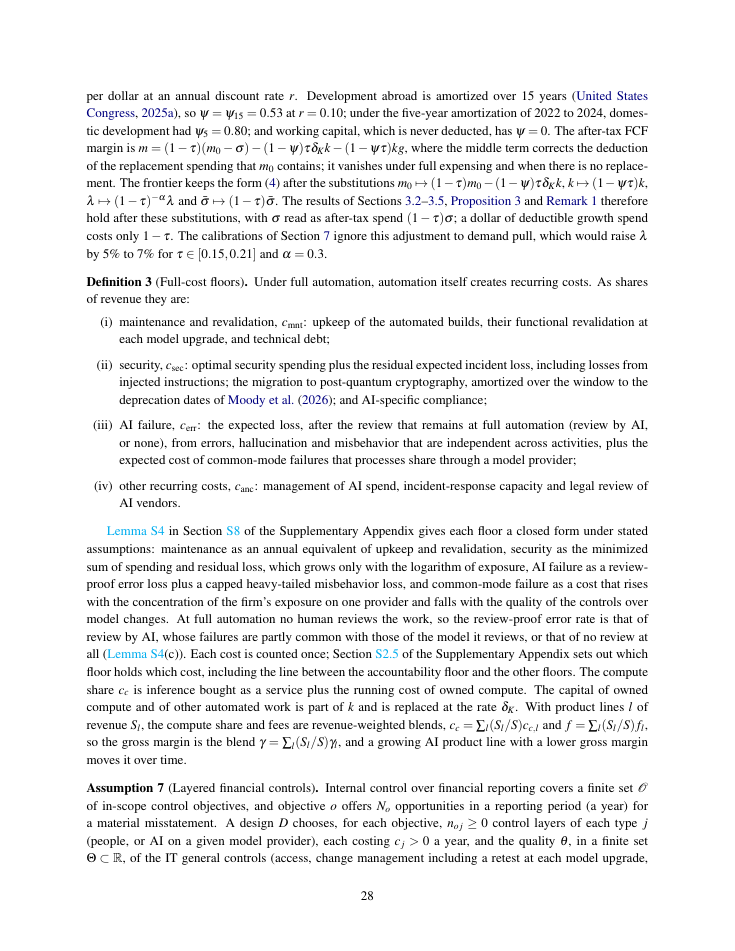 per dollar at an annual discount rate r. Development abroad is amortized over 15 years (United States
Congress, 2025a), so ψ = ψ₁₅ = 0.53 at r = 0.10; under the five-year amortization of 2022 to 2024, domes-
tic development had ψ₅ = 0.80; and working capital, which is never deducted, has ψ = 0. The after-tax FCF
margin is m = (1 − τ)(m₀ − σ) − (1 − ψ)τδ_K k − (1 − ψτ)kg, where the middle term corrects the deduction
of the replacement spending that m₀ contains; it vanishes under full expensing and when there is no replace-
ment. The frontier keeps the form (4) after the substitutions m₀ ↦ (1 − τ)m₀ − (1 − ψ)τδ_K k, k ↦ (1 − ψτ)k,
λ ↦ (1 − τ)^{−α}λ and σ̄ ↦ (1 − τ)σ̄. The results of Sections 3.2–3.5, Proposition 3 and Remark 1 therefore
hold after these substitutions, with σ read as after-tax spend (1 − τ)σ; a dollar of deductible growth spend
costs only 1 − τ. The calibrations of Section 7 ignore this adjustment to demand pull, which would raise λ
by 5% to 7% for τ ∈ [0.15, 0.21] and α = 0.3.
Definition 3 (Full-cost floors). Under full automation, automation itself creates recurring costs. As shares
of revenue they are:
(i) maintenance and revalidation, c_mnt: upkeep of the automated builds, their functional revalidation at
each model upgrade, and technical debt;
(ii) security, c_sec: optimal security spending plus the residual expected incident loss, including losses from
injected instructions; the migration to post-quantum cryptography, amortized over the window to the
deprecation dates of Moody et al. (2026); and AI-specific compliance;
(iii) AI failure, c_err: the expected loss, after the review that remains at full automation (review by AI,
or none), from errors, hallucination and misbehavior that are independent across activities, plus the
expected cost of common-mode failures that processes share through a model provider;
(iv) other recurring costs, c_anc: management of AI spend, incident-response capacity and legal review of
AI vendors.
Lemma S4 in Section S8 of the Supplementary Appendix gives each floor a closed form under stated
assumptions: maintenance as an annual equivalent of upkeep and revalidation, security as the minimized
sum of spending and residual loss, which grows only with the logarithm of exposure, AI failure as a review-
proof error loss plus a capped heavy-tailed misbehavior loss, and common-mode failure as a cost that rises
with the concentration of the firm's exposure on one provider and falls with the quality of the controls over
model changes. At full automation no human reviews the work, so the review-proof error rate is that of
review by AI, whose failures are partly common with those of the model it reviews, or that of no review at
all (Lemma S4(c)). Each cost is counted once; Section S2.5 of the Supplementary Appendix sets out which
floor holds which cost, including the line between the accountability floor and the other floors. The compute
share c_c is inference bought as a service plus the running cost of owned compute. The capital of owned
compute and of other automated work is part of k and is replaced at the rate δ_K. With product lines l of
revenue S_l, the compute share and fees are revenue-weighted blends, c_c = ∑_l(S_l/S)c_{c,l} and f = ∑_l(S_l/S)f_l,
so the gross margin is the blend γ = ∑_l(S_l/S)γ_l, and a growing AI product line with a lower gross margin
moves it over time.
Assumption 7 (Layered financial controls). Internal control over financial reporting covers a finite set 𝒪
of in-scope control objectives, and objective o offers N_o opportunities in a reporting period (a year) for
a material misstatement. A design D chooses, for each objective, n_{oj} ≥ 0 control layers of each type j
(people, or AI on a given model provider), each costing c_j > 0 a year, and the quality θ, in a finite set
Θ ⊂ ℝ, of the IT general controls (access, change management including a retest at each model upgrade,
28